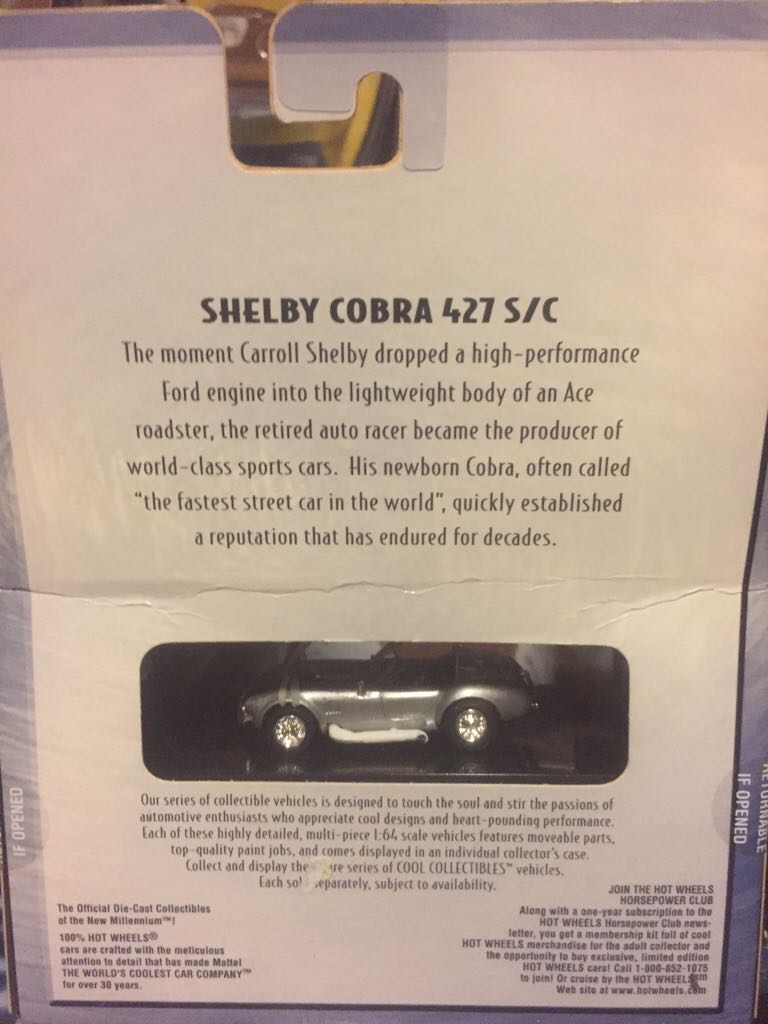 SHELBY COBRA 427 S/C
The moment Carroll Shelby dropped a high-performance
Ford engine into the lightweight body of an Ace
roadster, the retired auto racer became the producer of
world-class sports cars. His newborn Cobra, often called
"the fastest street car in the world", quickly established
a reputation that has endured for decades.
Our series of collectible vehicles is designed to touch the soul and stir the passions of
automotive enthusiasts who appreciate cool designs and heart-pounding performance.
Each of these highly detailed, multi-piece 1:64 scale vehicles features moveable parts,
top-quality paint jobs, and comes displayed in an individual collector's case.
Collect and display the re series of COOL COLLECTIBLES™ vehicles.
Each sol eparately, subject to availability.
The Official Die-Cast Collectibles
of the New Millennium™!
100% HOT WHEELS®
cars are crafted with the meticulous
attention to detail that has made Mattel
THE WORLD'S COOLEST CAR COMPANY™
for over 30 years.
JOIN THE HOT WHEELS
HORSEPOWER CLUB
Along with a one-year subscription to the
HOT WHEELS Horsepower Club news-
letter, you get a membership kit full of cool
HOT WHEELS merchandise for the adult collector and
the opportunity to buy exclusive, limited edition
HOT WHEELS cars! Call 1-800-852-1075
to join! Or cruise by the HOT WHEELS
Web site at www.hotwheels.com
IF OPENED
RETURNABLE
IF OPENED